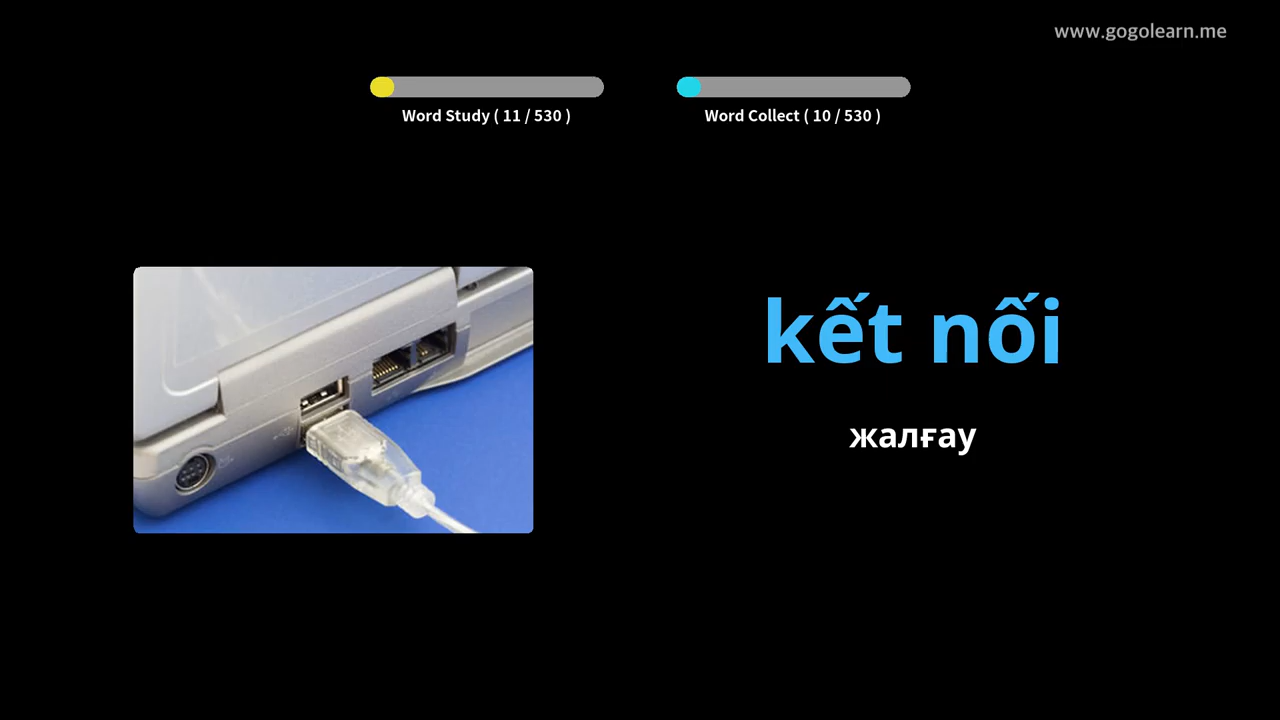 www.gogolearn.me
Word Study ( 11 / 530 )
Word Collect ( 10 / 530 )
kết nối
жалғау